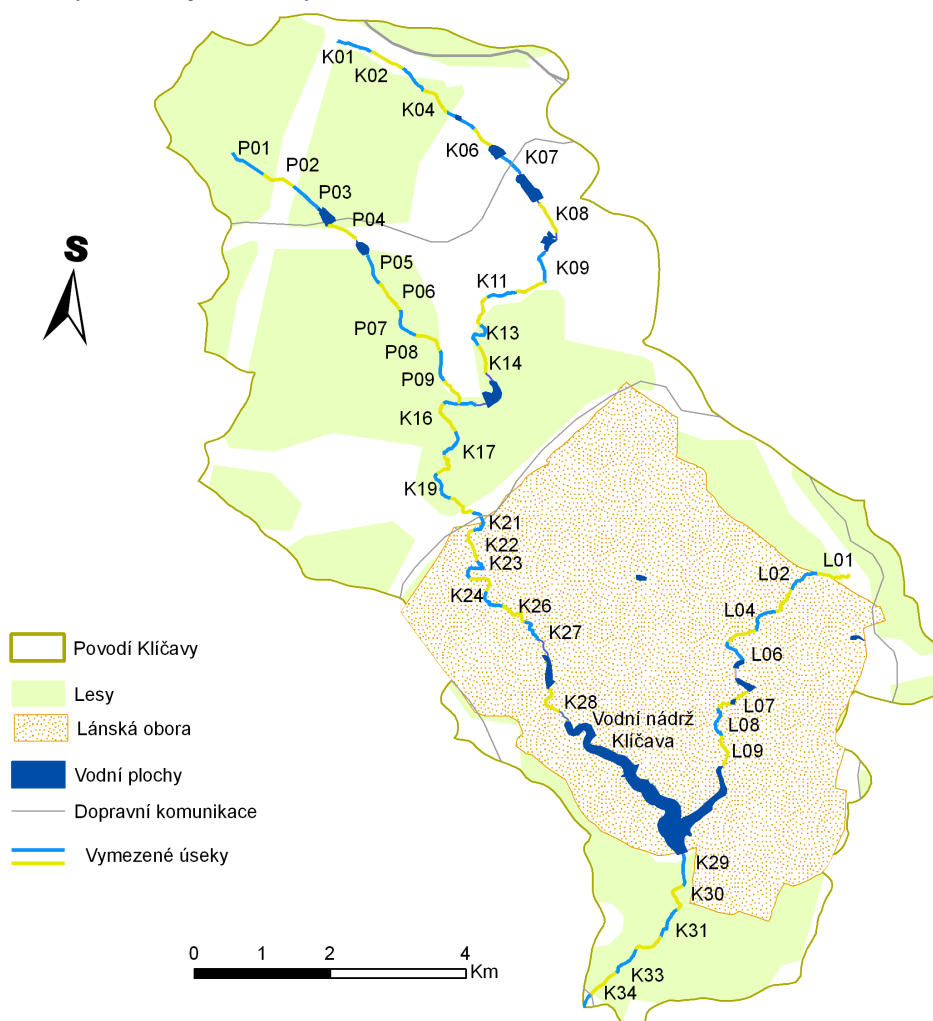 K01
K02
K04
K06
K07
P01
P02
P03
P04
K08
P05
K09
S
P06
K11
P07
K13
P08
K14
P09
K16
K17
K19
K21
K22
K23
K24
K26
K27
L01
L02
L04
L06
L07
K28
Vodní nádrž
Klíčava
L08
L09
Povodí Klíčavy
Lesy
Lánská obora
Vodní plochy
Dopravní komunikace
Vymezené úseky
K29
K30
K31
K33
K34
0 1 2 4
Km